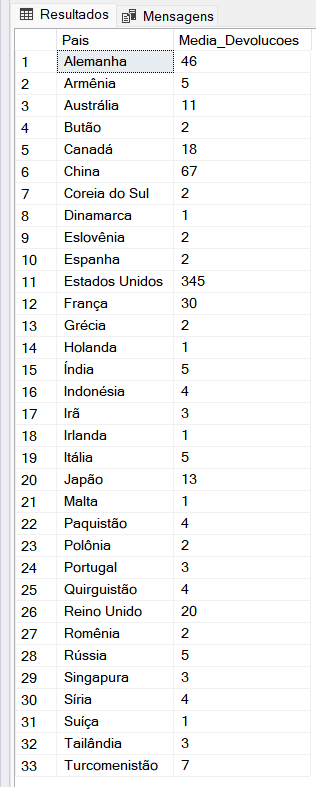 Resultados Mensagens
Pais Media_Devolucoes
1 Alemanha 46
2 Armênia 5
3 Austrália 11
4 Butão 2
5 Canadá 18
6 China 67
7 Coreia do Sul 2
8 Dinamarca 1
9 Eslovênia 2
10 Espanha 2
11 Estados Unidos 345
12 França 30
13 Grécia 2
14 Holanda 1
15 Índia 5
16 Indonésia 4
17 Irã 3
18 Irlanda 1
19 Itália 5
20 Japão 13
21 Malta 1
22 Paquistão 4
23 Polônia 2
24 Portugal 3
25 Quirguistão 4
26 Reino Unido 20
27 Romênia 2
28 Rússia 5
29 Singapura 3
30 Síria 4
31 Suíça 1
32 Tailândia 3
33 Turcomenistão 7